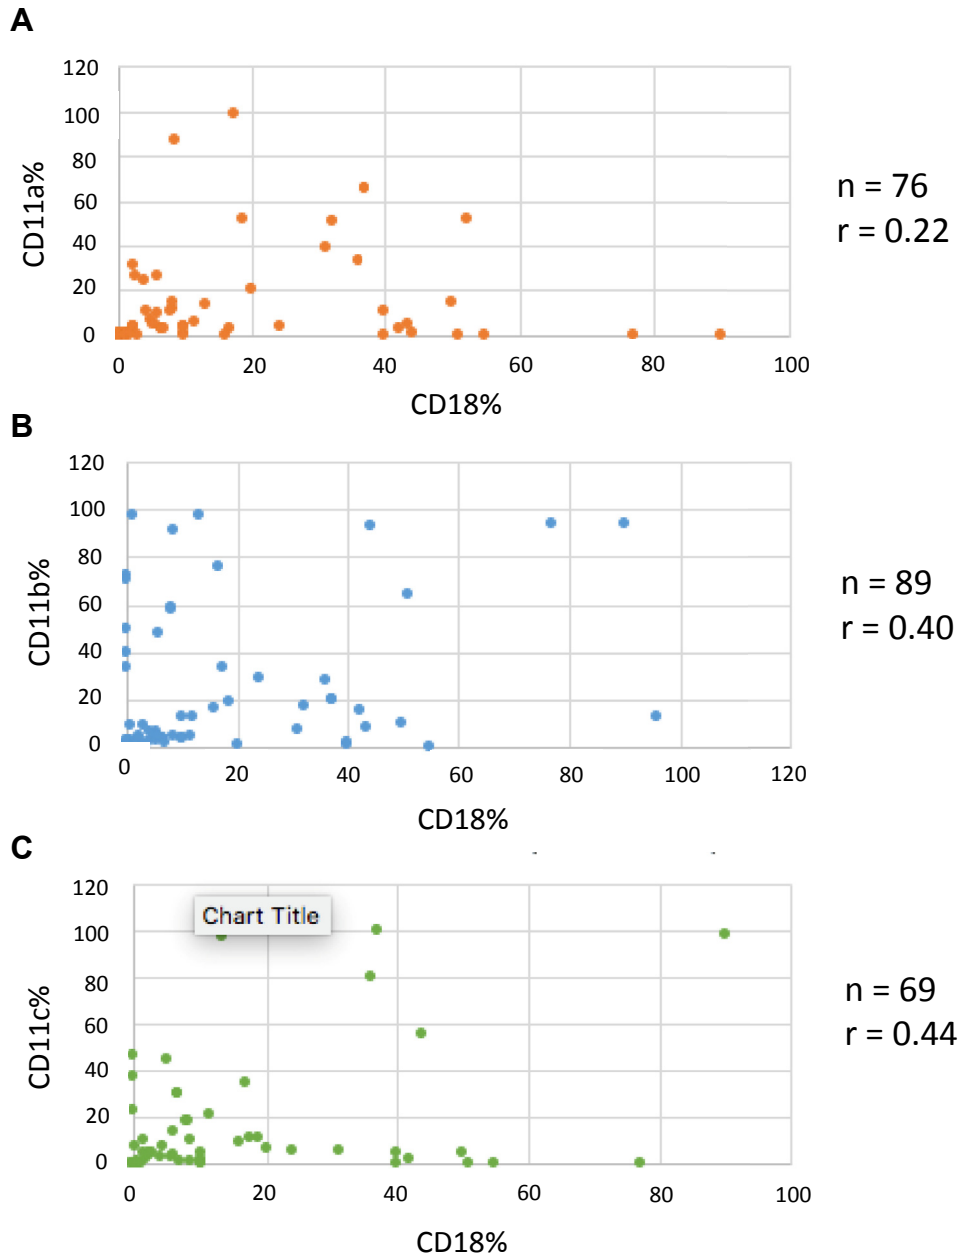 A
120
100
80
60
40
20
0
CD11a%
0 20 40 60 80 100
CD18%
n = 76
r = 0.22
B
120
100
80
60
40
20
0
CD11b%
0 20 40 60 80 100 120
CD18%
n = 89
r = 0.40
C
120
100
80
60
40
20
0
CD11c%
Chart Title
0 20 40 60 80 100
CD18%
n = 69
r = 0.44